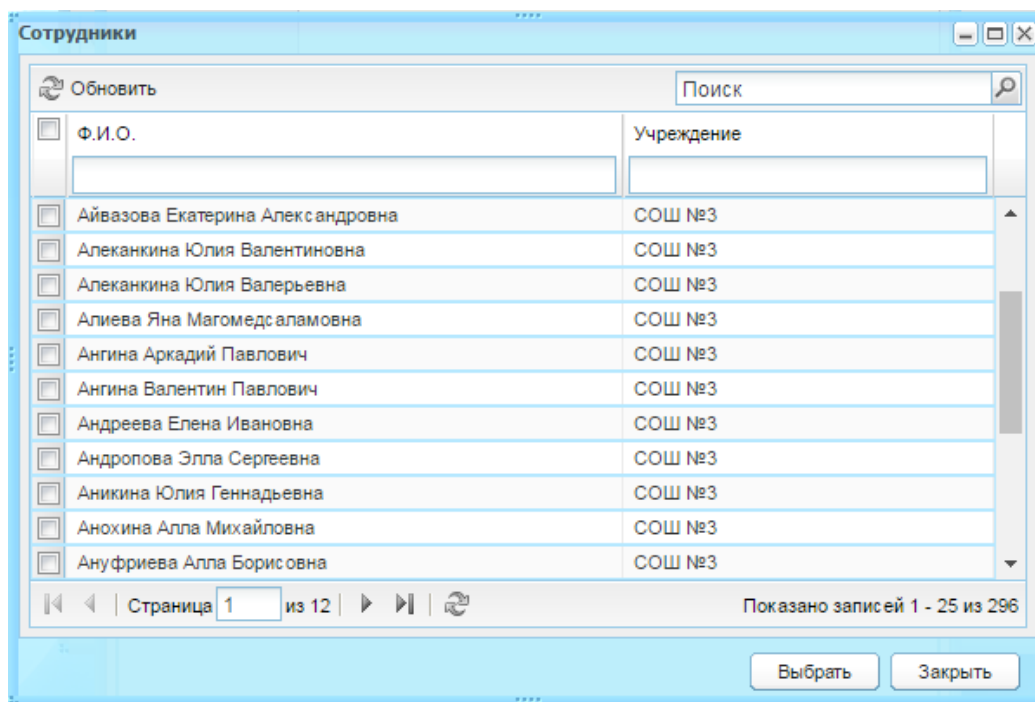 Сотрудники
Обновить Поиск
Ф.И.О. Учреждение
Айвазова Екатерина Александровна СОШ №3
Алеканкина Юлия Валентиновна СОШ №3
Алеканкина Юлия Валерьевна СОШ №3
Алиева Яна Магомедсаламовна СОШ №3
Ангина Аркадий Павлович СОШ №3
Ангина Валентин Павлович СОШ №3
Андреева Елена Ивановна СОШ №3
Андропова Элла Сергеевна СОШ №3
Аникина Юлия Геннадьевна СОШ №3
Анохина Алла Михайловна СОШ №3
Ануфриева Алла Борисовна СОШ №3
Страница 1 из 12 Показано записей 1 - 25 из 296
Выбрать Закрыть